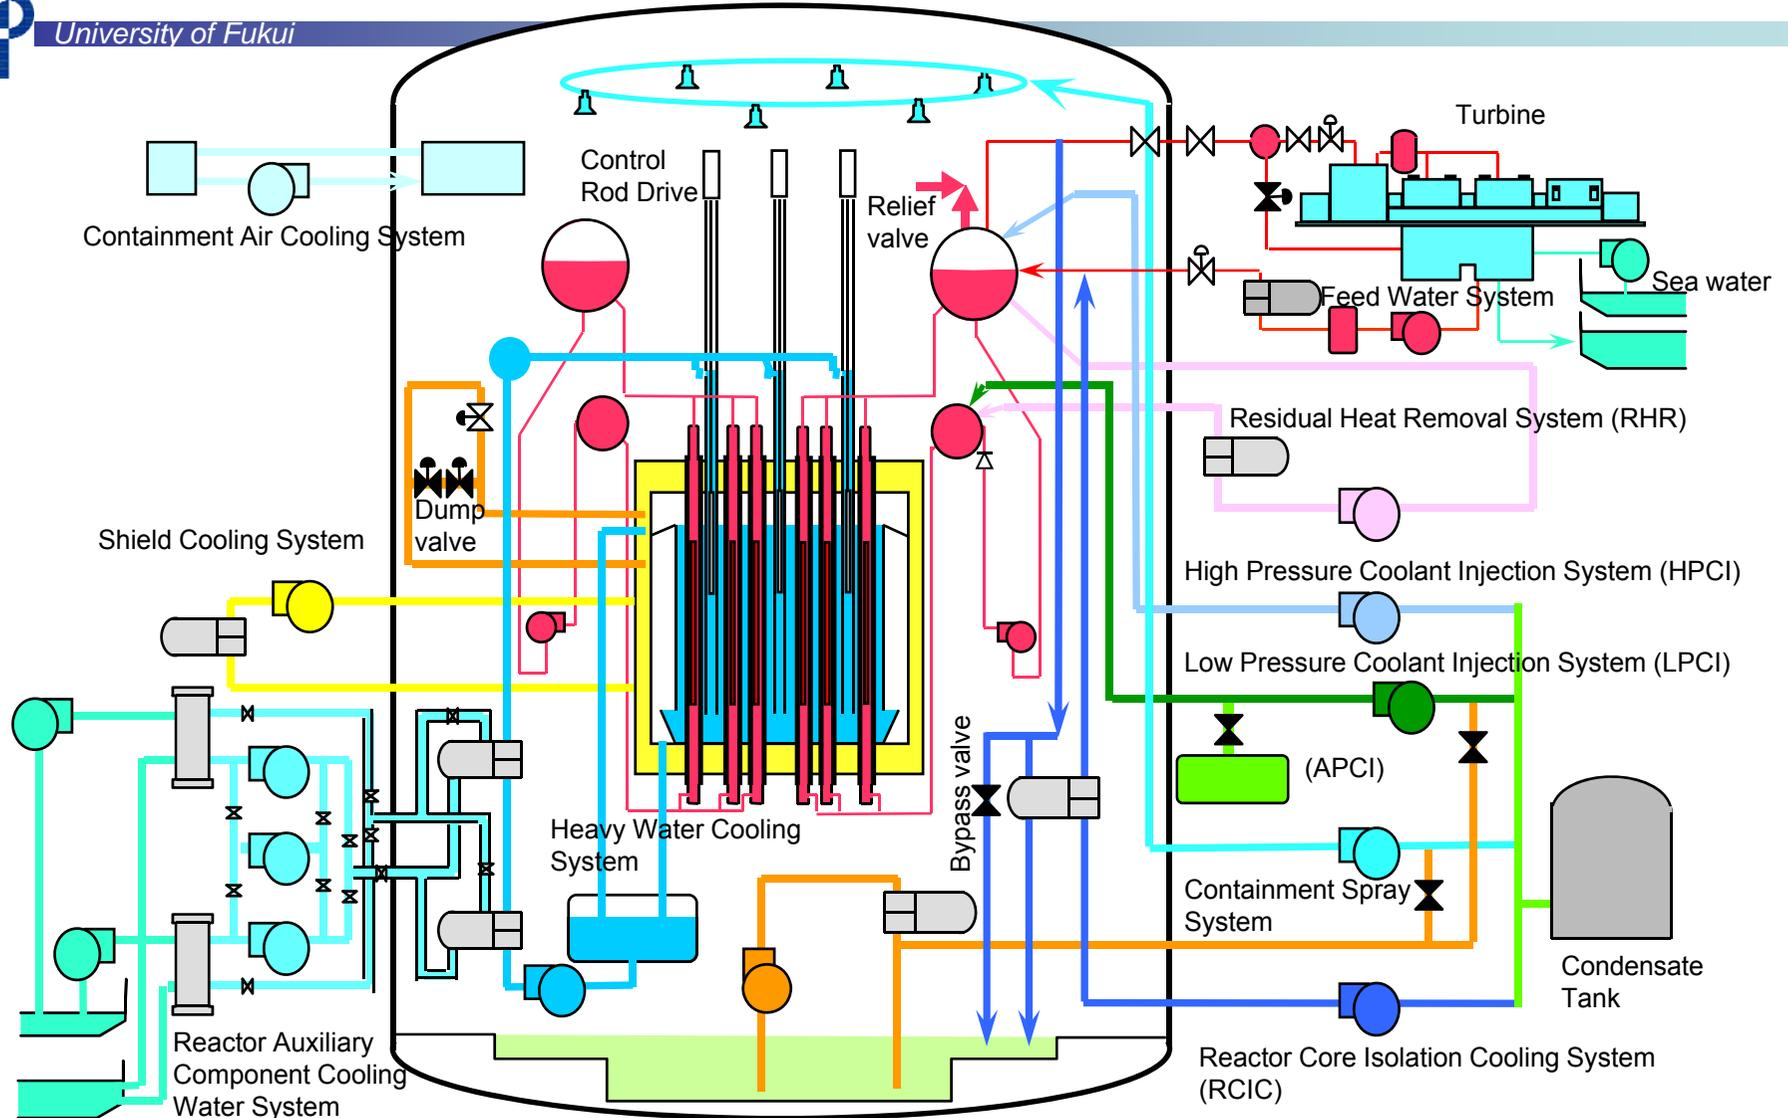 University of Fukui
Turbine
Control
Rod Drive
Relief
valve
Containment Air Cooling System
Sea water
Feed Water System
Residual Heat Removal System (RHR)
Dump
valve
Shield Cooling System
High Pressure Coolant Injection System (HPCI)
Low Pressure Coolant Injection System (LPCI)
Bypass valve
(APCI)
Heavy Water Cooling
System
Containment Spray
System
Condensate
Tank
Reactor Auxiliary
Component Cooling
Water System
Reactor Core Isolation Cooling System
(RCIC)